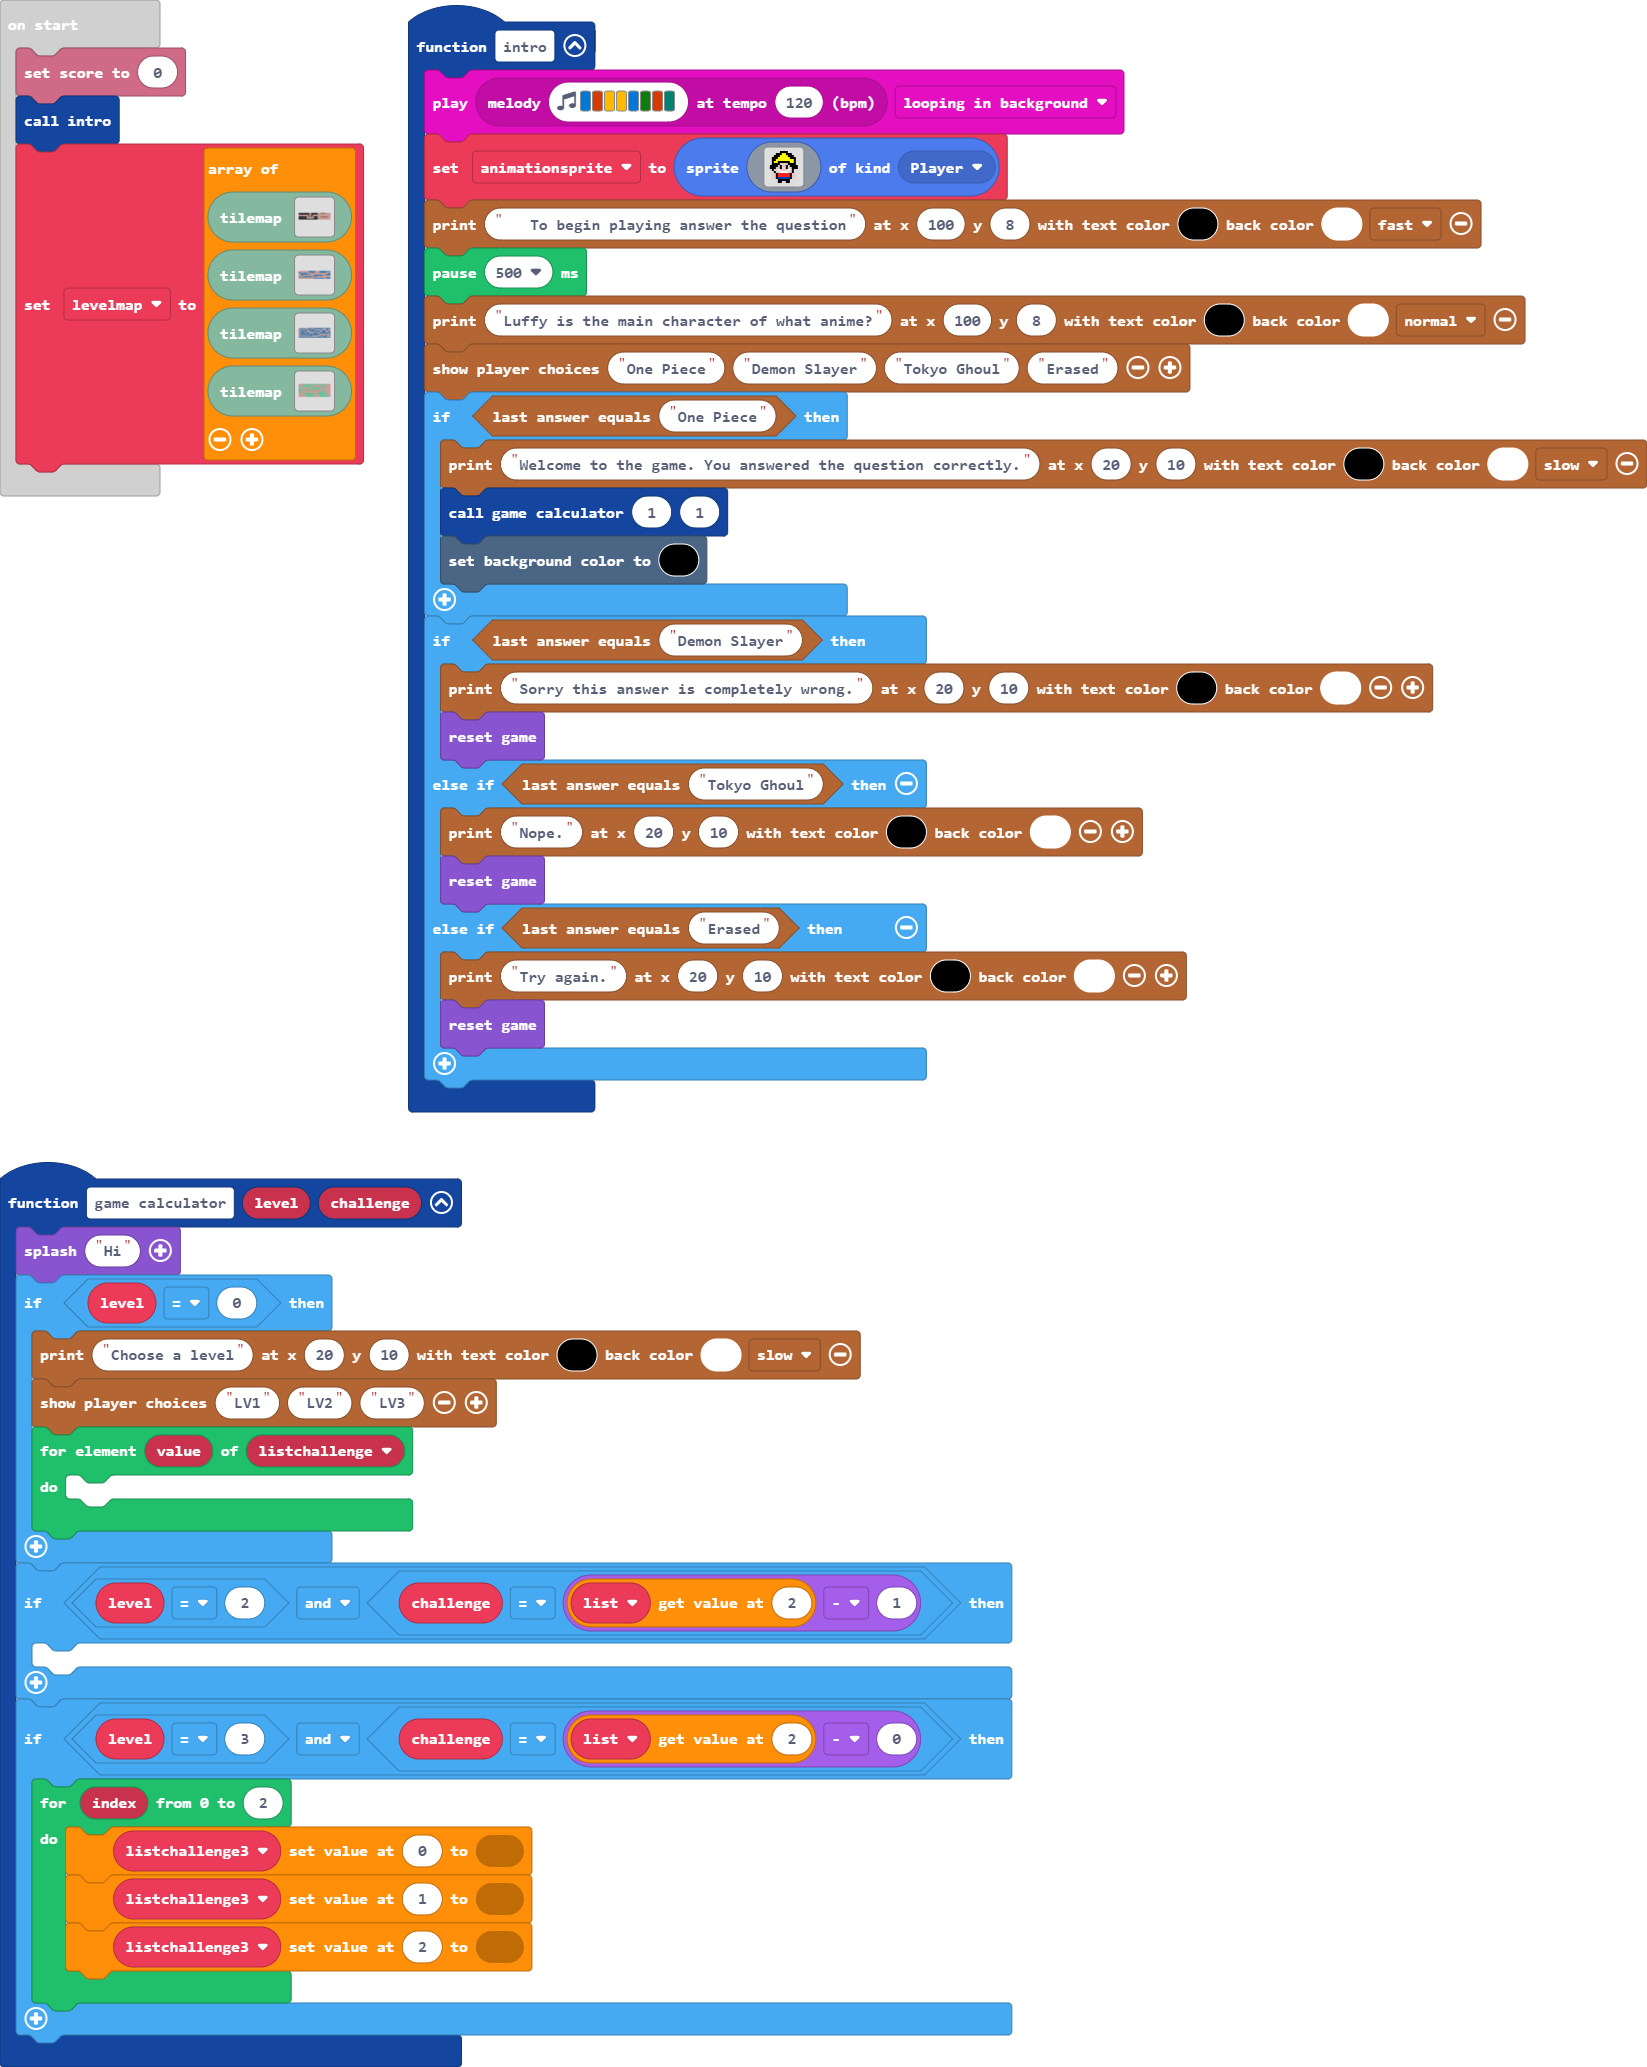 on start
set score to 0
call intro
set levelmap to
array of
tilemap
tilemap
tilemap
tilemap
function intro
play melody at tempo 120 (bpm) looping in background
set animationsprite to sprite of kind Player
print " To begin playing answer the question" at x 100 y 8 with text color back color fast
pause 500 ms
print "Luffy is the main character of what anime?" at x 100 y 8 with text color back color normal
show player choices "One Piece" "Demon Slayer" "Tokyo Ghoul" "Erased"
if last answer equals "One Piece" then
print "Welcome to the game. You answered the question correctly." at x 20 y 10 with text color back color slow
call game calculator 1 1
set background color to
if last answer equals "Demon Slayer" then
print "Sorry this answer is completely wrong." at x 20 y 10 with text color back color
reset game
else if last answer equals "Tokyo Ghoul" then
print "Nope." at x 20 y 10 with text color back color
reset game
else if last answer equals "Erased" then
print "Try again." at x 20 y 10 with text color back color
reset game
function game calculator level challenge
splash "Hi"
if level = 0 then
print "Choose a level" at x 20 y 10 with text color back color slow
show player choices "LV1" "LV2" "LV3"
for element value of listchallenge
do
if level = 2 and challenge = list get value at 2 - 1 then
if level = 3 and challenge = list get value at 2 - 0 then
for index from 0 to 2
do
listchallenge3 set value at 0 to
listchallenge3 set value at 1 to
listchallenge3 set value at 2 to